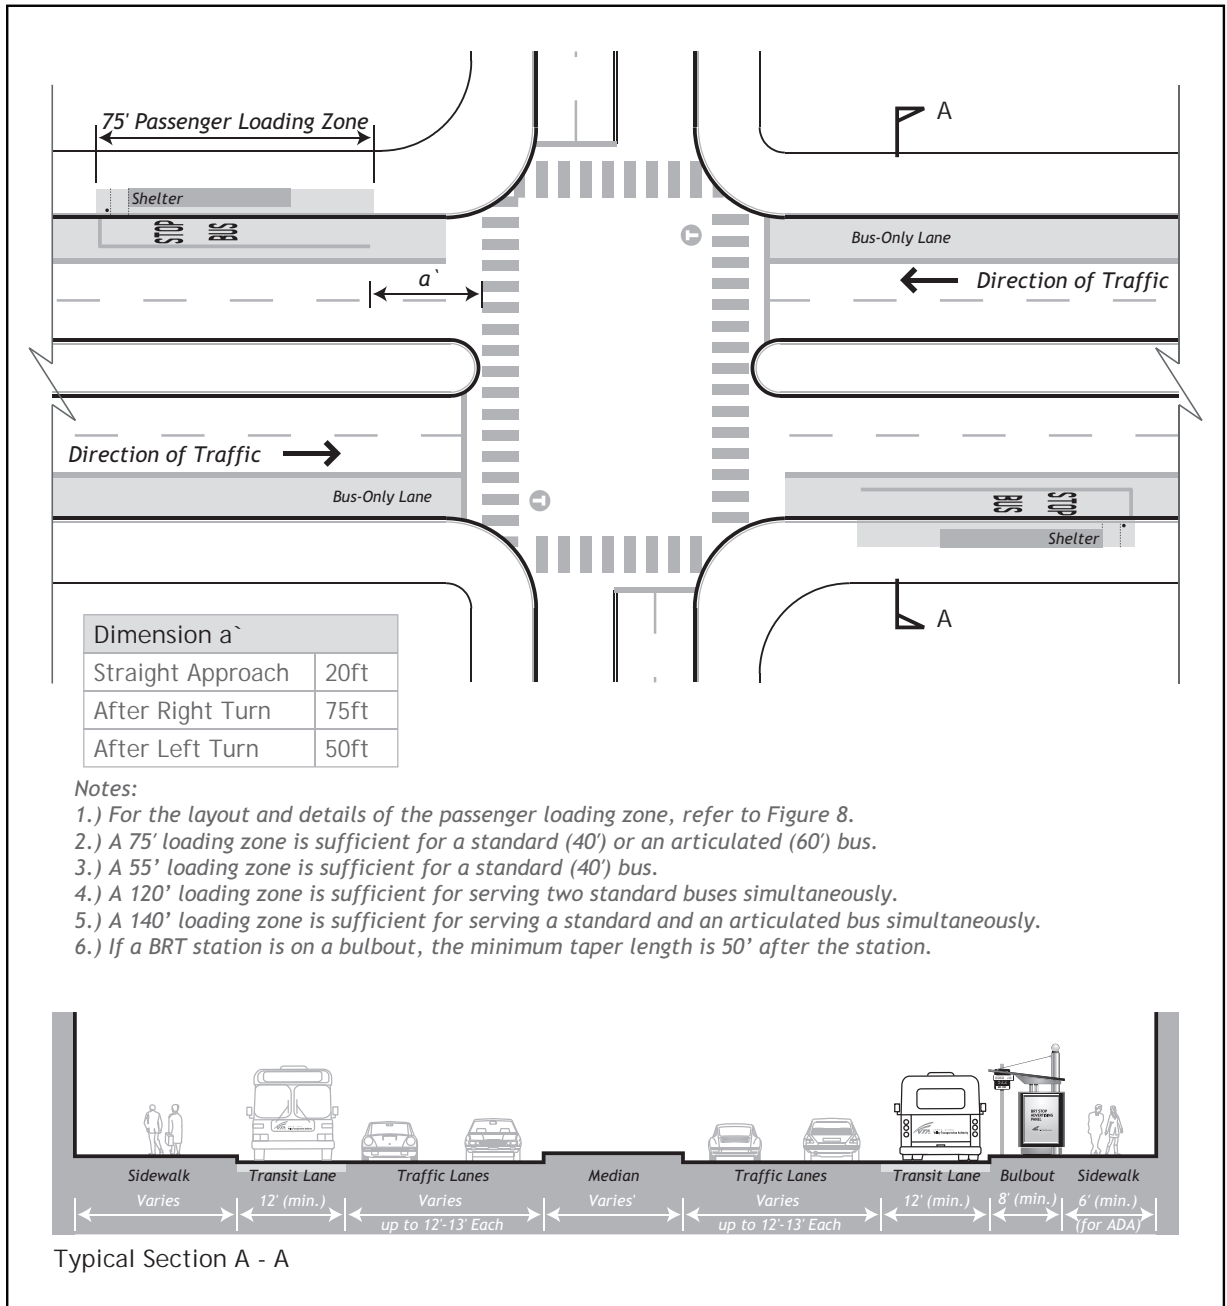 75' Passenger Loading Zone
A
Shelter
STOP
BUS
T
Bus-Only Lane
a`
Direction of Traffic
Direction of Traffic
Bus-Only Lane
T
BUS
STOP
Shelter
A
Dimension a`
Straight Approach 20ft
After Right Turn 75ft
After Left Turn 50ft
Notes:
1.) For the layout and details of the passenger loading zone, refer to Figure 8.
2.) A 75' loading zone is sufficient for a standard (40') or an articulated (60') bus.
3.) A 55’ loading zone is sufficient for a standard (40') bus.
4.) A 120’ loading zone is sufficient for serving two standard buses simultaneously.
5.) A 140’ loading zone is sufficient for serving a standard and an articulated bus simultaneously.
6.) If a BRT station is on a bulbout, the minimum taper length is 50’ after the station.
BRT STOP
ADVERTISING
PANEL
Sidewalk Transit Lane Traffic Lanes Median Traffic Lanes Transit Lane Bulbout Sidewalk
Varies 12' (min.) Varies Varies' Varies 12' (min.) 8' (min.) 6' (min.)
up to 12'-13' Each up to 12'-13' Each (for ADA)
Typical Section A - A